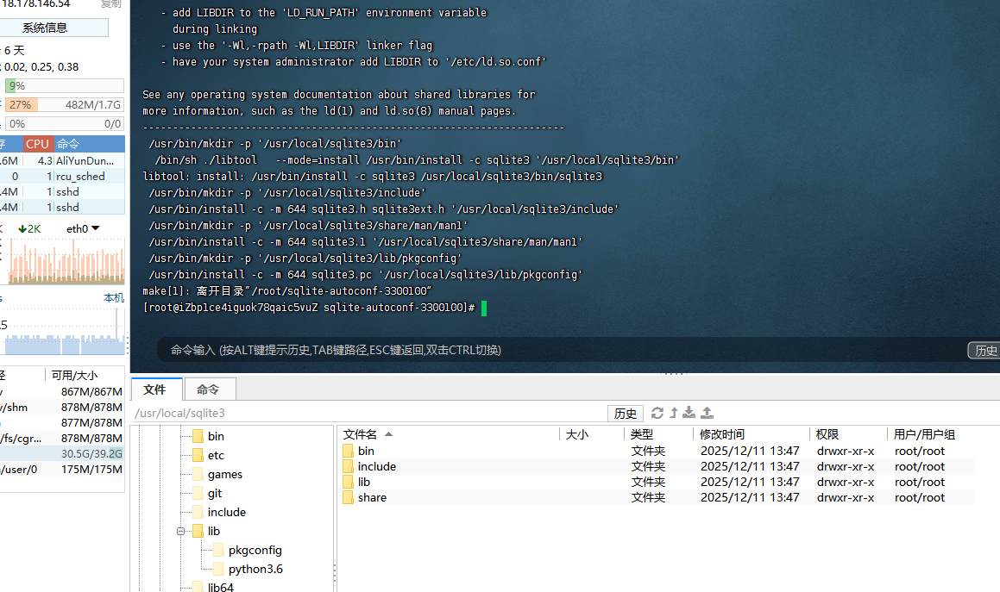 18.178.146.54 复制
系统信息
6 天
0.02, 0.25, 0.38
9%
27% 482M/1.7G
0% 0/0
存 CPU 命令
.6M 4.3 AliYunDun...
0 1 rcu_sched
.4M 1 sshd
.4M 1 sshd
2K eth0
本机
可用/大小
867M/867M
/shm 878M/878M
877M/878M
/fs/cgr... 878M/878M
30.5G/39.2G
/user/0 175M/175M
- add LIBDIR to the 'LD_RUN_PATH' environment variable
during linking
- use the '-Wl,-rpath -Wl,LIBDIR' linker flag
- have your system administrator add LIBDIR to '/etc/ld.so.conf'
See any operating system documentation about shared libraries for
more information, such as the ld(1) and ld.so(8) manual pages.
----------------------------------------------------------------------
/usr/bin/mkdir -p '/usr/local/sqlite3/bin'
/bin/sh ./libtool --mode=install /usr/bin/install -c sqlite3 '/usr/local/sqlite3/bin'
libtool: install: /usr/bin/install -c sqlite3 /usr/local/sqlite3/bin/sqlite3
/usr/bin/mkdir -p '/usr/local/sqlite3/include'
/usr/bin/install -c -m 644 sqlite3.h sqlite3ext.h '/usr/local/sqlite3/include'
/usr/bin/mkdir -p '/usr/local/sqlite3/share/man/man1'
/usr/bin/install -c -m 644 sqlite3.1 '/usr/local/sqlite3/share/man/man1'
/usr/bin/mkdir -p '/usr/local/sqlite3/lib/pkgconfig'
/usr/bin/install -c -m 644 sqlite3.pc '/usr/local/sqlite3/lib/pkgconfig'
make[1]: 离开目录“/root/sqlite-autoconf-3300100”
[root@iZbp1ce4iguok78qaic5vuZ sqlite-autoconf-3300100]#
命令输入 (按ALT键提示历史,TAB键路径,ESC键返回,双击CTRL切换) 历史
文件 命令
/usr/local/sqlite3 历史
bin
etc
games
git
include
lib
pkgconfig
python3.6
lib64
文件名 大小 类型 修改时间 权限 用户/用户组
bin 文件夹 2025/12/11 13:47 drwxr-xr-x root/root
include 文件夹 2025/12/11 13:47 drwxr-xr-x root/root
lib 文件夹 2025/12/11 13:47 drwxr-xr-x root/root
share 文件夹 2025/12/11 13:47 drwxr-xr-x root/root